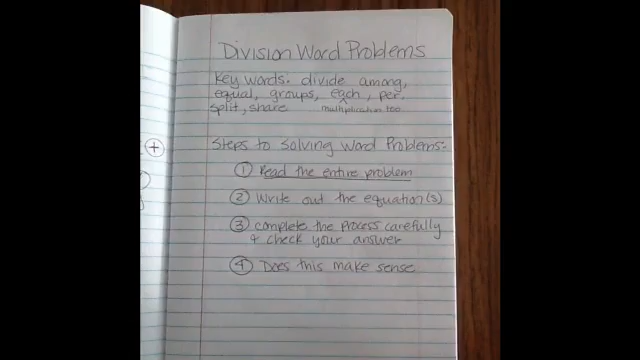 Division Word Problems
Key words: divide among,
equal, groups, each, per,
split, share
^ multiplication too
Steps to Solving Word Problems:
① Read the entire problem
② Write out the equation(s)
③ complete the process carefully
+ check your answer
④ Does this make sense
+